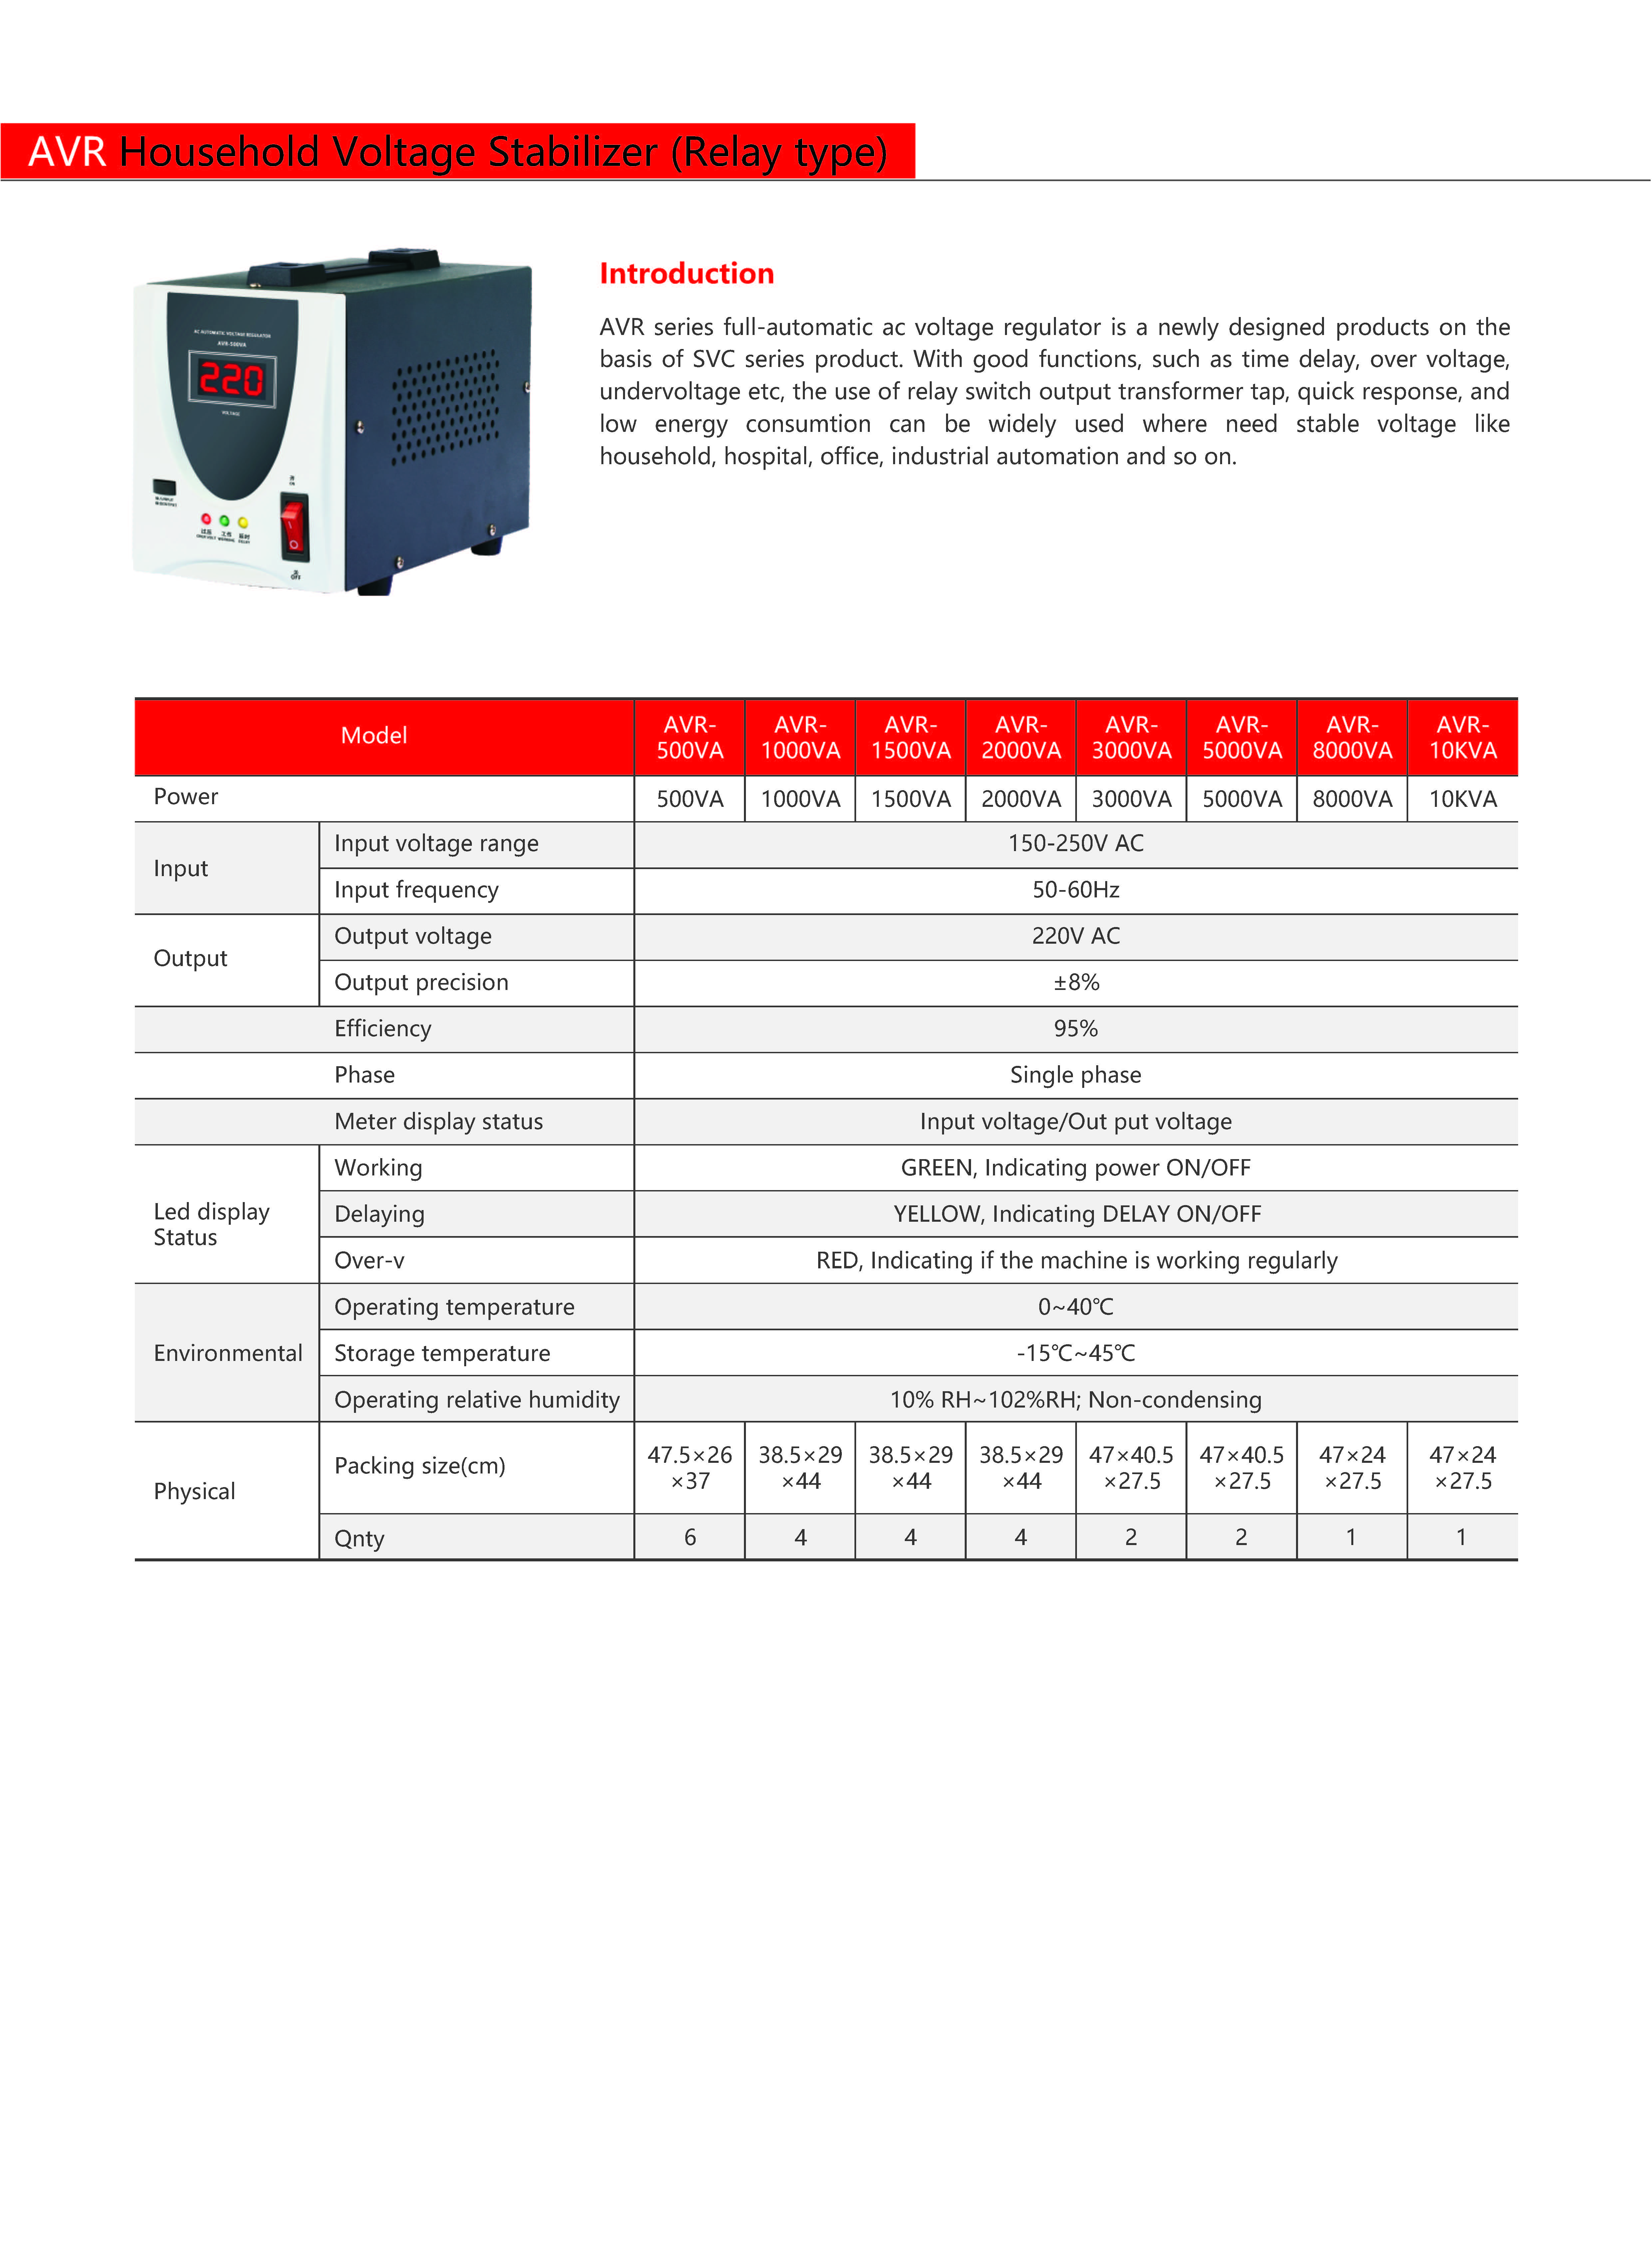 AVR Household Voltage Stabilizer (Relay type)
AC AUTOMATIC VOLTAGE REGULATOR
AVR-500VA
220
VOLTAGE
开
ON
工作
延时
DELAY
关
OFF
Introduction
AVR series full-automatic ac voltage regulator is a newly designed products on the
basis of SVC series product. With good functions, such as time delay, over voltage,
undervoltage etc, the use of relay switch output transformer tap, quick response, and
low energy consumtion can be widely used where need stable voltage like
household, hospital, office, industrial automation and so on.
Model AVR-500VA AVR-1000VA AVR-1500VA AVR-2000VA AVR-3000VA AVR-5000VA AVR-8000VA AVR-10KVA
Power 500VA 1000VA 1500VA 2000VA 3000VA 5000VA 8000VA 10KVA
Input
Input voltage range 150-250V AC
Input frequency 50-60Hz
Output
Output voltage 220V AC
Output precision ±8%
Efficiency 95%
Phase Single phase
Meter display status Input voltage/Out put voltage
Led display
Status
Working GREEN, Indicating power ON/OFF
Delaying YELLOW, Indicating DELAY ON/OFF
Over-v RED, Indicating if the machine is working regularly
Environmental
Operating temperature 0~40℃
Storage temperature -15℃~45℃
Operating relative humidity 10% RH~102%RH; Non-condensing
Physical
Packing size(cm) 47.5×26×37 38.5×29×44 38.5×29×44 38.5×29×44 47×40.5×27.5 47×40.5×27.5 47×24×27.5 47×24×27.5
Qnty 6 4 4 4 2 2 1 1